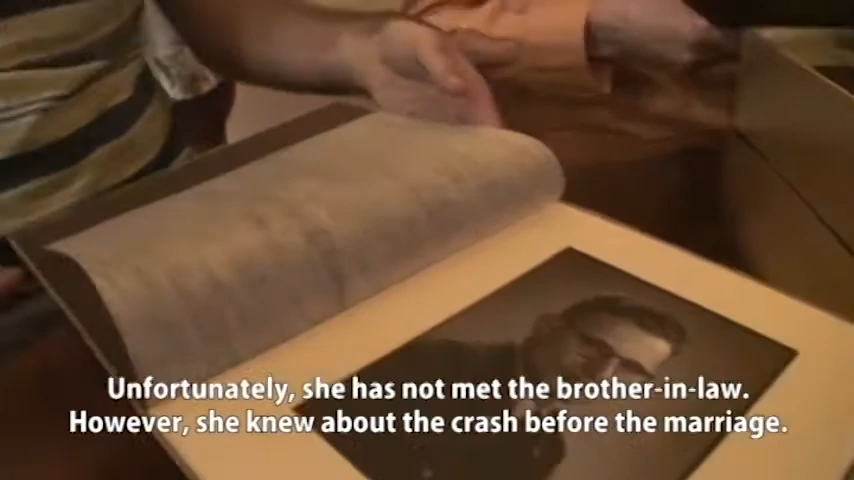 Unfortunately, she has not met the brother-in-law.
However, she knew about the crash before the marriage.